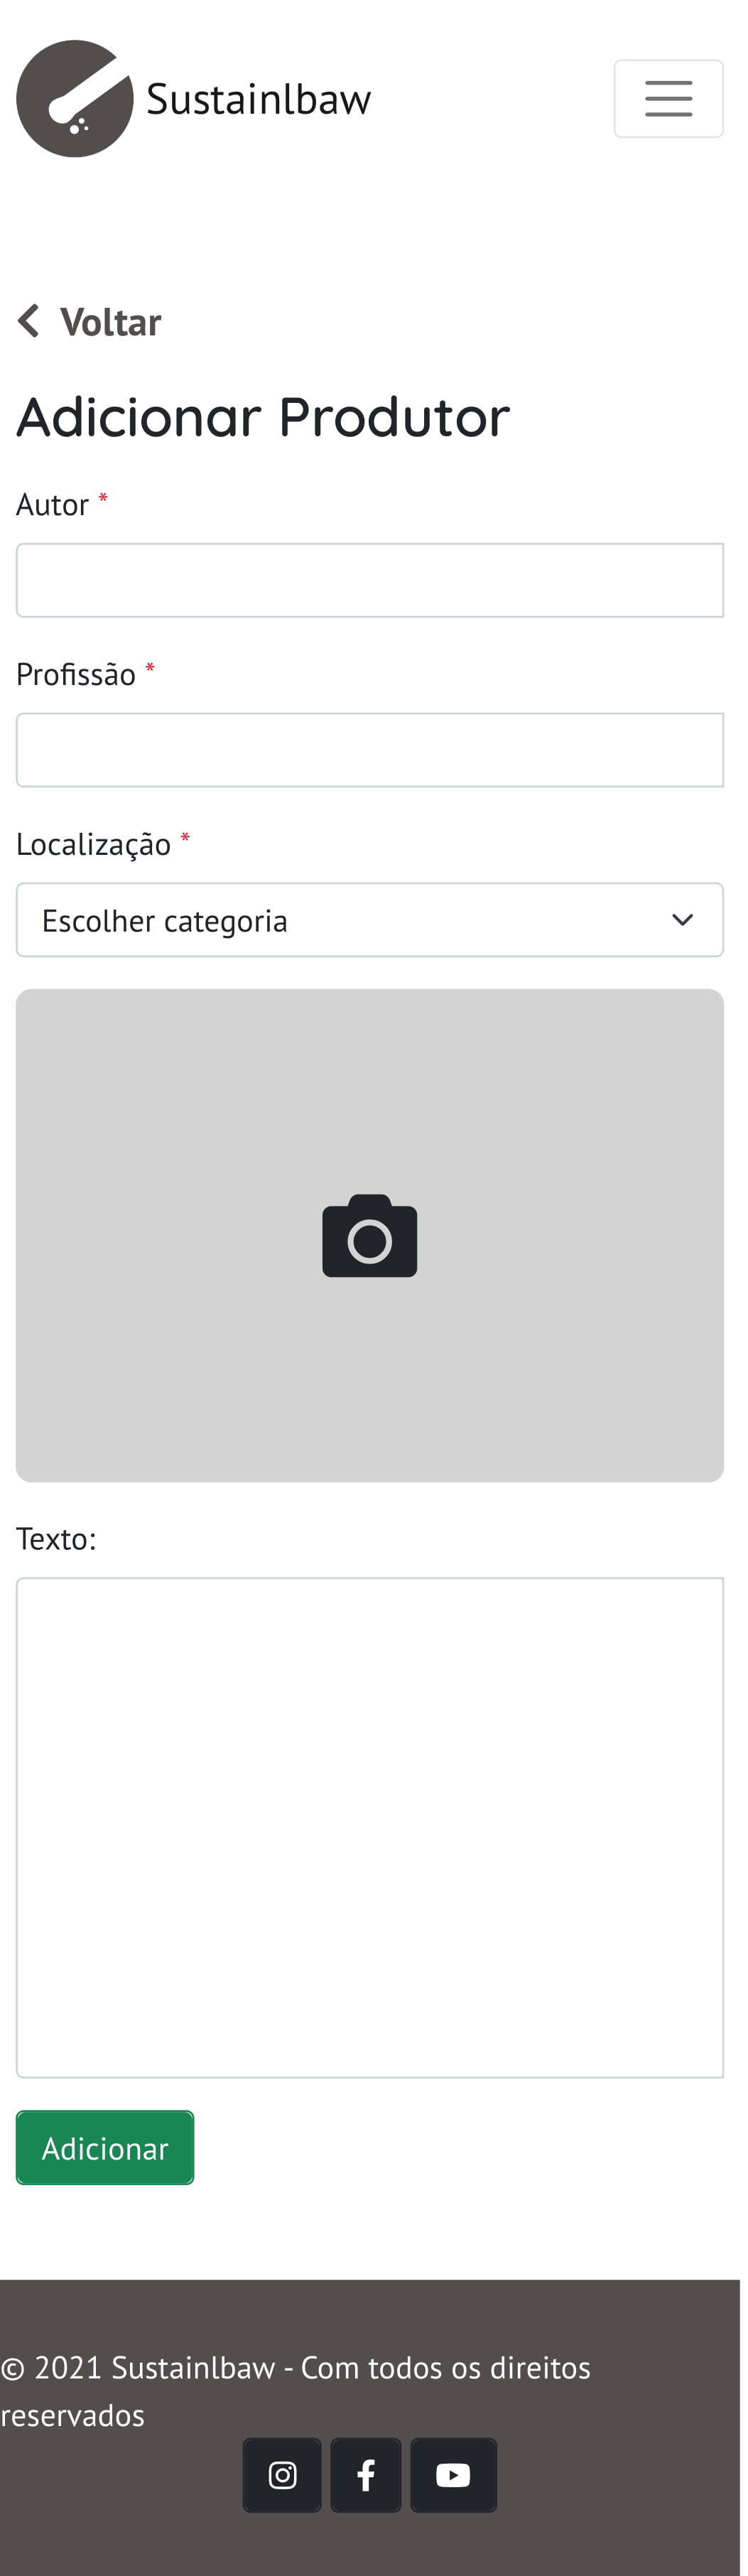 Sustainlbaw
Voltar
Adicionar Produtor
Autor *
Profissão *
Localização *
Escolher categoria
Texto:
Adicionar
© 2021 Sustainlbaw - Com todos os direitos
reservados